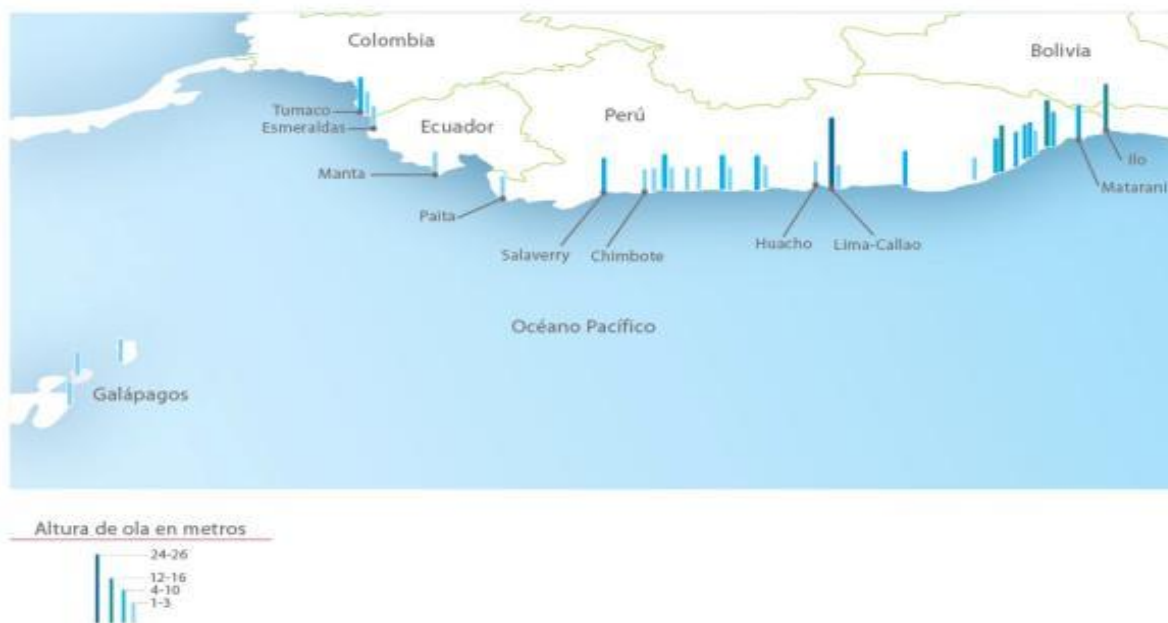 Colombia
Bolivia
Perú
Tumaco
Esmeraldas
Ecuador
Ilo
Manta
Matarani
Paita
Salaverry
Chimbote
Huacho
Lima-Callao
Océano Pacífico
Galápagos
Altura de ola en metros
24-26
12-16
4-10
1-3